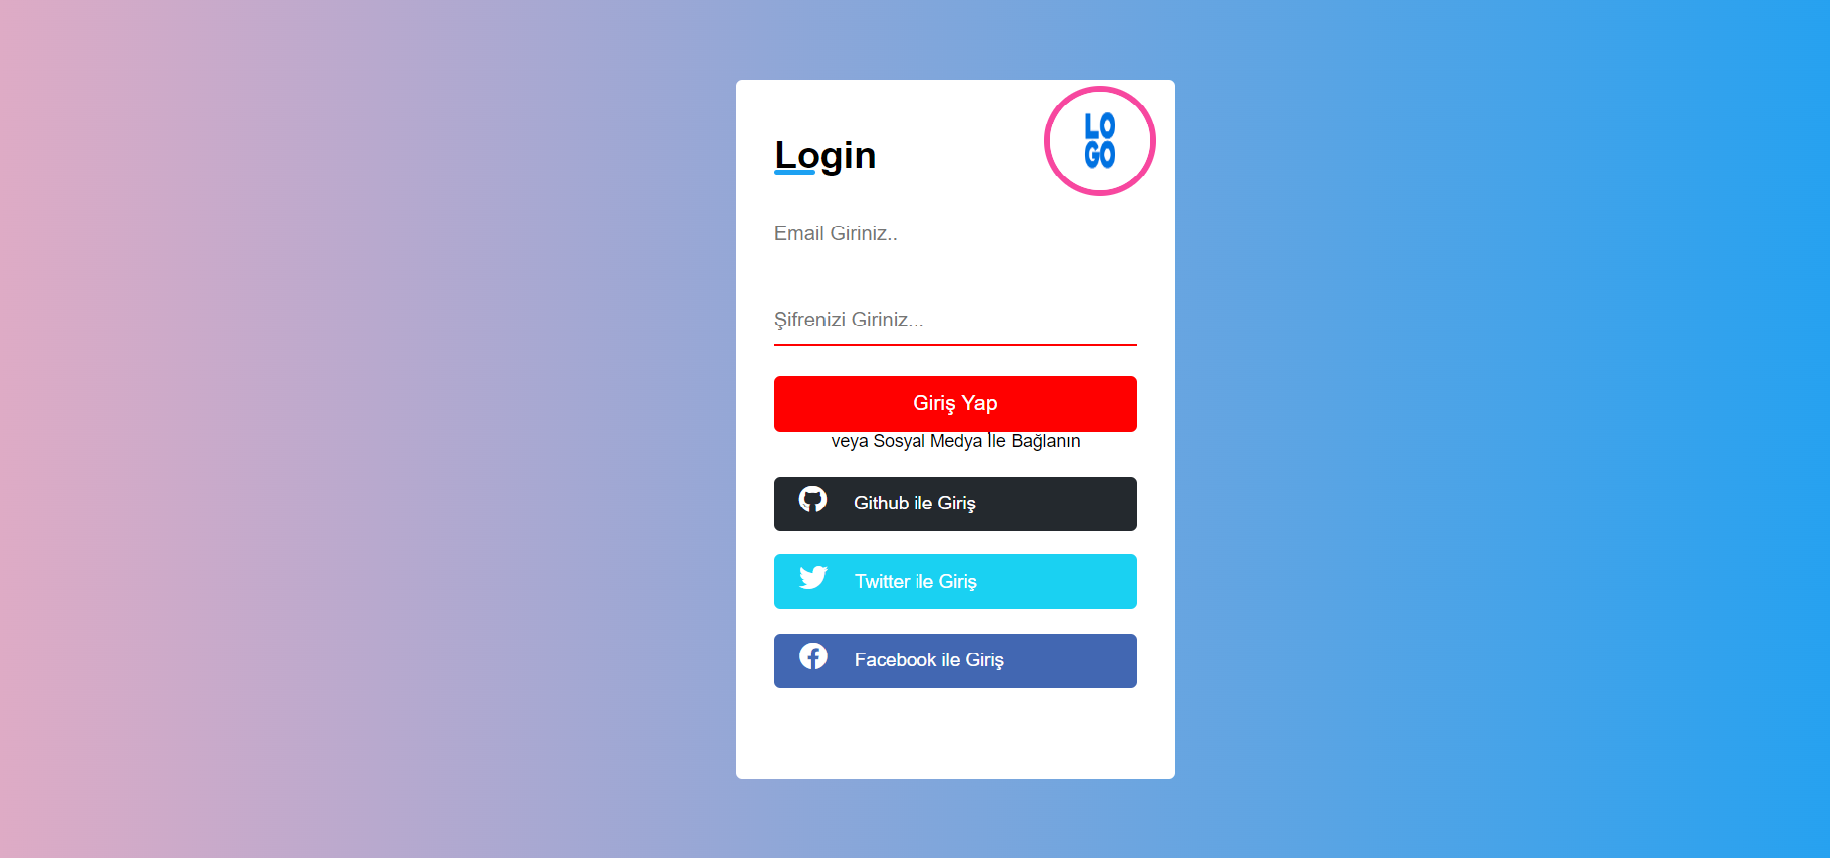 LO
GO
Login
Email Giriniz..
Şifrenizi Giriniz...
Giriş Yap
veya Sosyal Medya İle Bağlanın
Github ile Giriş
Twitter ile Giriş
Facebook ile Giriş